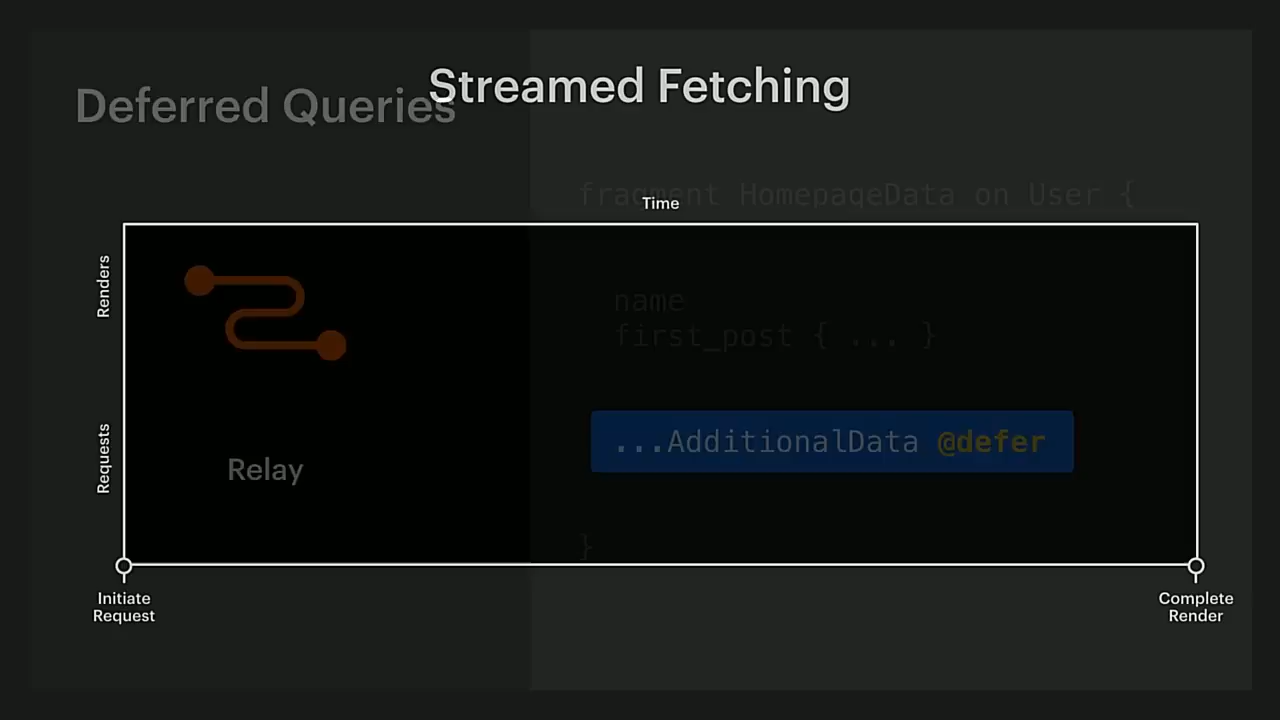 Streamed Fetching
Deferred Queries
fragment HomepageData on User {
Time
Renders
name
first_post { ... }
Requests
...AdditionalData @defer
Relay
}
Initiate
Request
Complete
Render